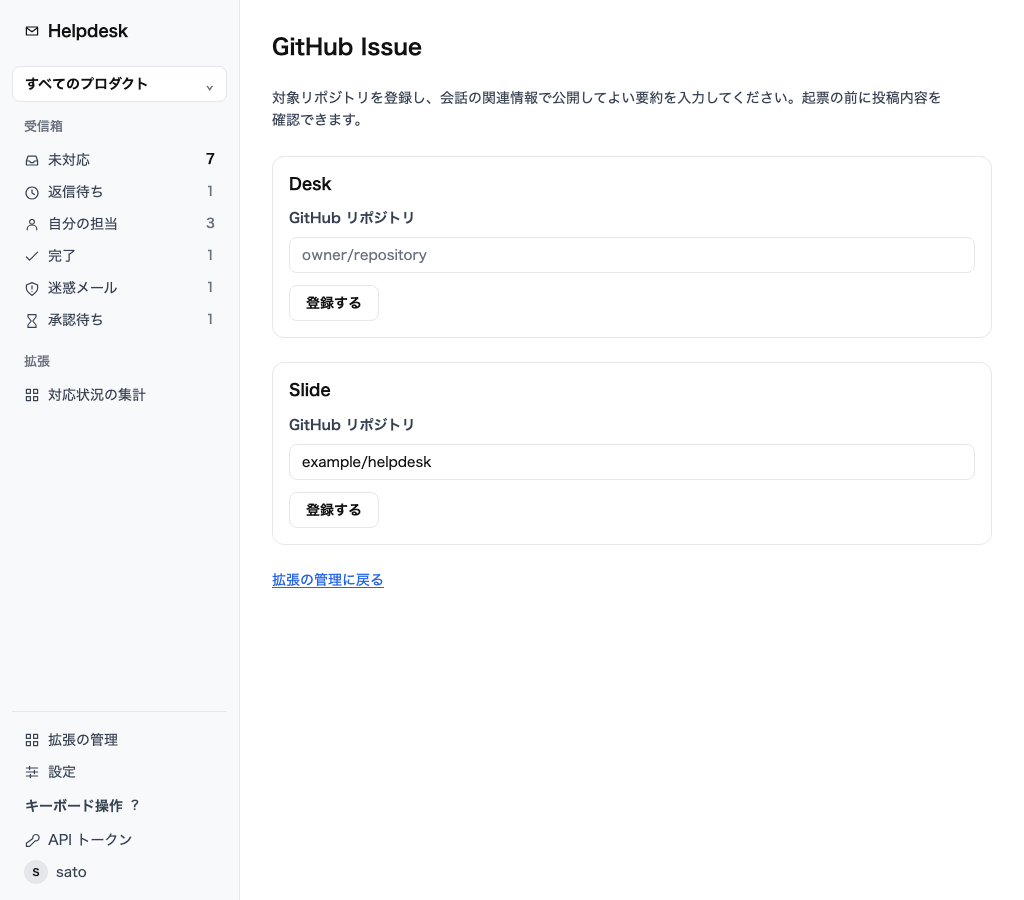 Helpdesk
すべてのプロダクト
受信箱
未対応 7
返信待ち 1
自分の担当 3
完了 1
迷惑メール 1
承認待ち 1
拡張
対応状況の集計
拡張の管理
設定
キーボード操作 ?
API トークン
S sato
GitHub Issue
対象リポジトリを登録し、会話の関連情報で公開してよい要約を入力してください。起票の前に投稿内容を
確認できます。
Desk
GitHub リポジトリ
owner/repository
登録する
Slide
GitHub リポジトリ
example/helpdesk
登録する
拡張の管理に戻る